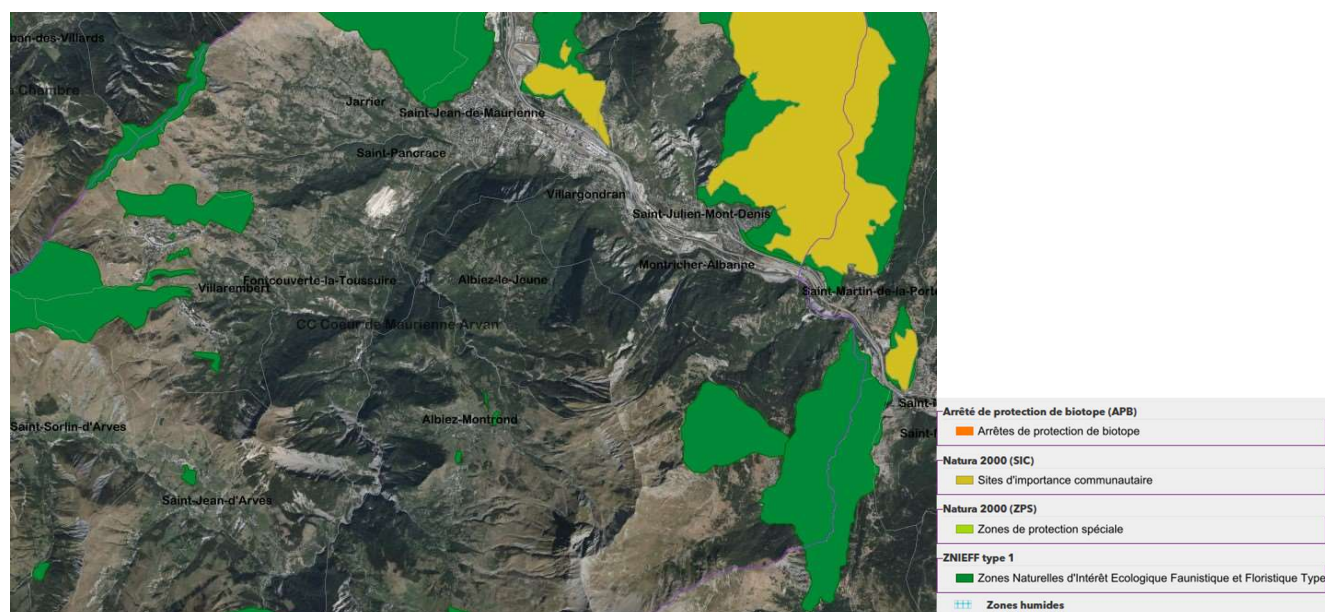 ban-des-Villards
a Chambre
Jarrier
Saint-Jean-de-Maurienne
Saint-Pancrace
Villargondran
Saint-Julien-Mont-Denis
Montricher-Albanne
Fontcouverte-la-Toussuire
Albiez-le-Jeune
Villarembert
Saint-Martin-de-la-Porte
CC Coeur de Maurienne Arvan
Albiez-Montrond
Saint-Sorlin-d'Arves
Saint-Jean-d'Arves
Arrêté de protection de biotope (APB)
Arrêtes de protection de biotope
Natura 2000 (SIC)
Sites d'importance communautaire
Natura 2000 (ZPS)
Zones de protection spéciale
ZNIEFF type 1
Zones Naturelles d'Intérêt Ecologique Faunistique et Floristique Type
Zones humides